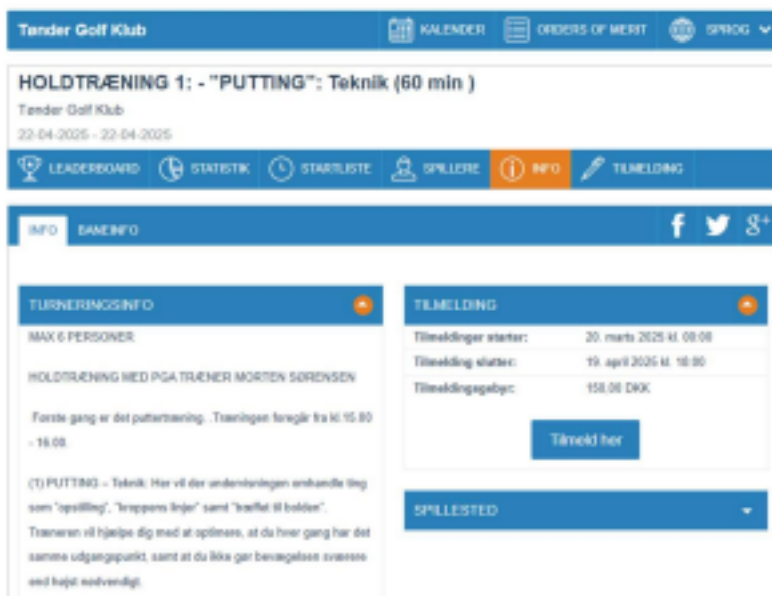 Tønder Golf Klub
KALENDER
ORDERS OF MERIT
SPROG
HOLDTRÆNING 1: - "PUTTING": Teknik (60 min )
Tønder Golf Klub
22-04-2025 - 22-04-2025
LEADERBOARD
STATISTIK
STARTLISTE
SPILLERE
INFO
TILMELDING
INFO
BANEINFO
f
g+
TURNERINGSINFO
MAX 6 PERSONER
HOLDTRÆNING MED PGA TRÆNER MORTEN SØRENSEN
Første gang er det puttetræning. .Træningen foregår fra kl.15.00
- 16.00.
(1) PUTTING – Teknik: Her vil der undervisningen omhandle ting
som "opstilling", "kroppens linjer" samt "træffet til bolden".
Træneren vil hjælpe dig med at optimere, at du hver gang har det
samme udgangspunkt, samt at du ikke gør bevægelsen sværere
end højst nødvendigt.
TILMELDING
Tilmeldinger starter: 20. marts 2025 kl. 00:00
Tilmelding slutter: 19. april 2025 kl. 18:00
Tilmeldingsgebyr: 150,00 DKK
Tilmeld her
SPILLESTED